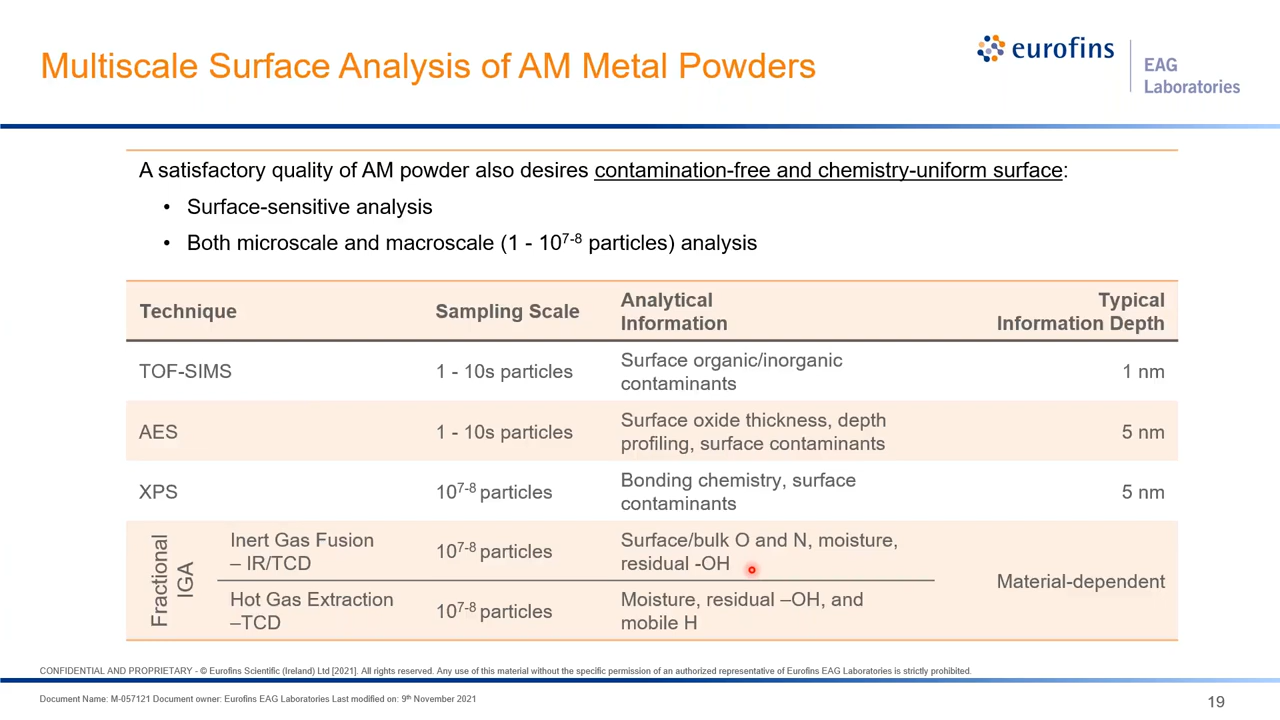 Multiscale Surface Analysis of AM Metal Powders
eurofins
EAG
Laboratories
A satisfactory quality of AM powder also desires contamination-free and chemistry-uniform surface:
• Surface-sensitive analysis
• Both microscale and macroscale (1 - 10⁷⁻⁸ particles) analysis
Technique
Sampling Scale
Analytical
Information
Typical
Information Depth
TOF-SIMS
1 - 10s particles
Surface organic/inorganic
contaminants
1 nm
AES
1 - 10s particles
Surface oxide thickness, depth
profiling, surface contaminants
5 nm
XPS
10⁷⁻⁸ particles
Bonding chemistry, surface
contaminants
5 nm
Fractional
IGA
Inert Gas Fusion
– IR/TCD
10⁷⁻⁸ particles
Surface/bulk O and N, moisture,
residual -OH
Hot Gas Extraction
–TCD
10⁷⁻⁸ particles
Moisture, residual –OH, and
mobile H
Material-dependent
CONFIDENTIAL AND PROPRIETARY - © Eurofins Scientific (Ireland) Ltd [2021]. All rights reserved. Any use of this material without the specific permission of an authorized representative of Eurofins EAG Laboratories is strictly prohibited.
Document Name: M-057121 Document owner: Eurofins EAG Laboratories Last modified on: 9th November 2021
19